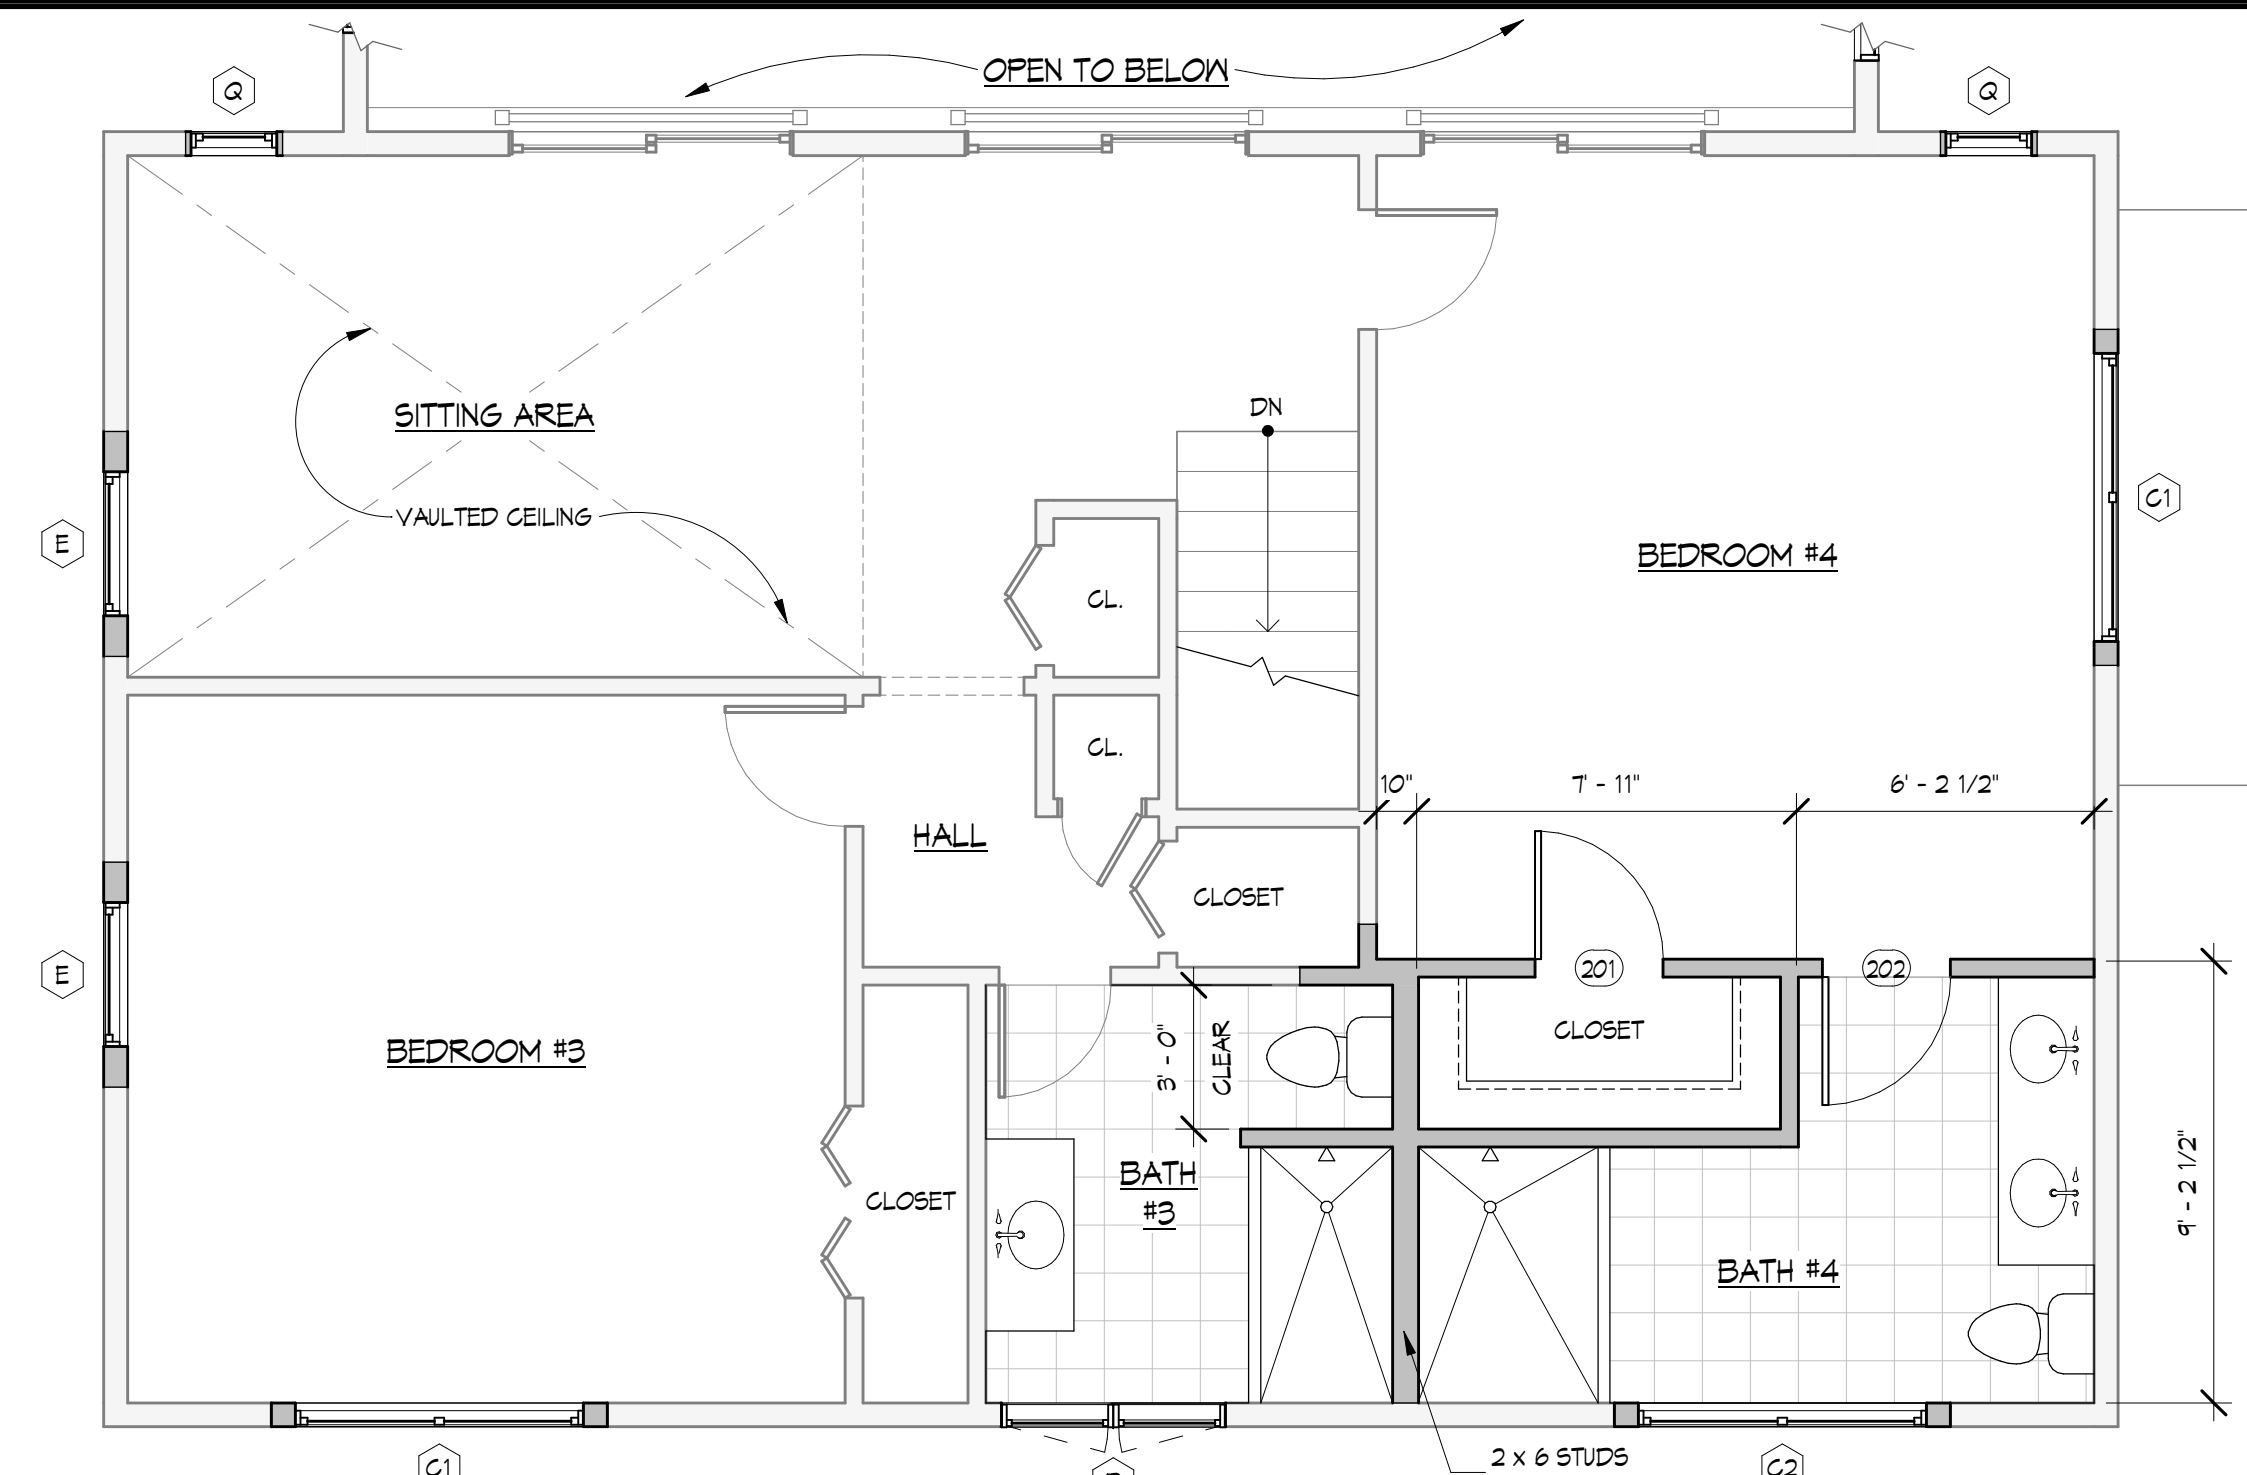 OPEN TO BELOW
Q
Q
DN
SITTING AREA
VAULTED CEILING
E
C1
CL.
BEDROOM #4
CL.
10"
7' - 11"
6' - 2 1/2"
HALL
CLOSET
E
201
202
BEDROOM #3
3' - 0"
CLEAR
CLOSET
BATH
#3
CLOSET
9' - 2 1/2"
BATH #4
C1
2 x 6 STUDS
C2